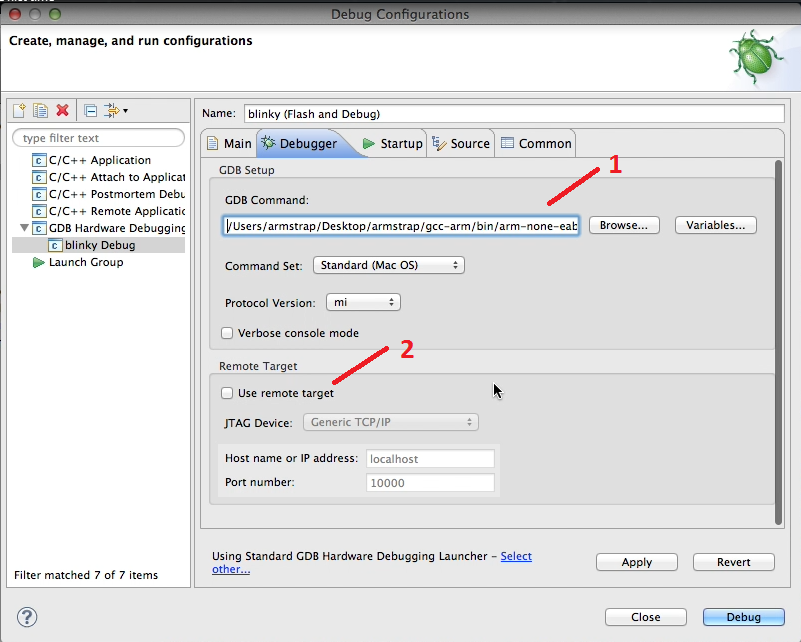 Debug Configurations
Create, manage, and run configurations
type filter text
C/C++ Application
C/C++ Attach to Applicat
C/C++ Postmortem Debu
C/C++ Remote Applicatio
GDB Hardware Debugging
blinky Debug
Launch Group
Filter matched 7 of 7 items
Name: blinky (Flash and Debug)
Main Debugger Startup Source Common
GDB Setup
1
GDB Command:
/Users/armstrap/Desktop/armstrap/gcc-arm/bin/arm-none-eab Browse... Variables...
Command Set: Standard (Mac OS)
Protocol Version: mi
Verbose console mode
2
Remote Target
Use remote target
JTAG Device: Generic TCP/IP
Host name or IP address: localhost
Port number: 10000
Using Standard GDB Hardware Debugging Launcher - Select
other...
Apply Revert
? Close Debug